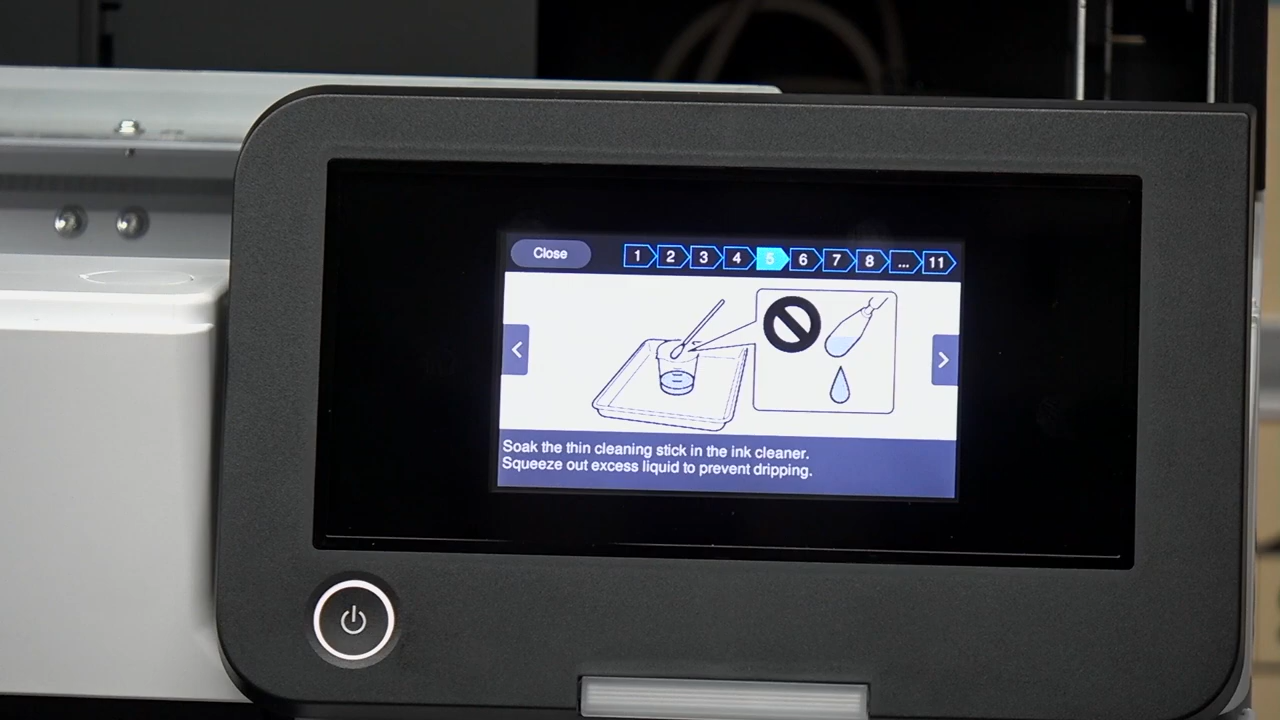 Close 1 2 3 4 5 6 7 8 ... 11
Soak the thin cleaning stick in the ink cleaner.
Squeeze out excess liquid to prevent dripping.